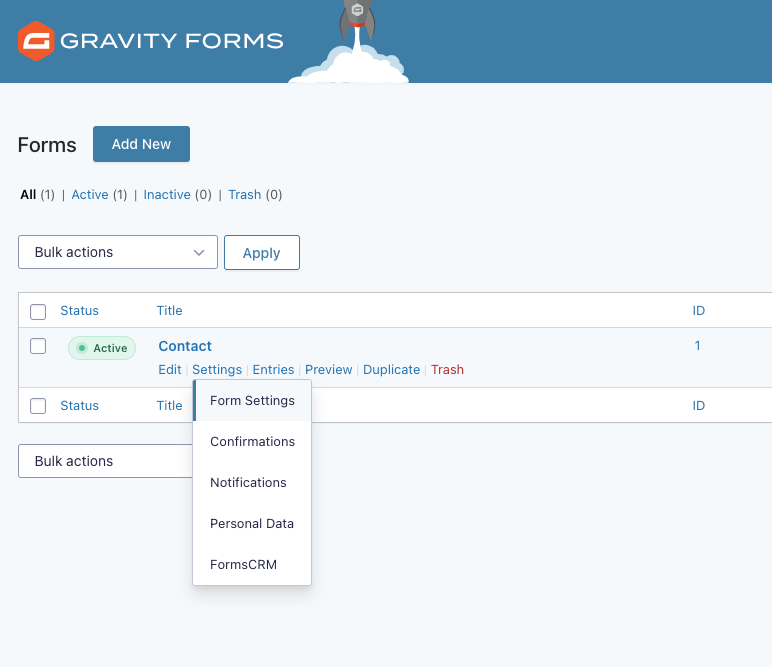 GRAVITY FORMS
Forms Add New
All (1) | Active (1) | Inactive (0) | Trash (0)
Bulk actions Apply
Status Title ID
Active Contact 1
Edit | Settings | Entries | Preview | Duplicate | Trash
Form Settings
Status Title ID
Confirmations
Bulk actions
Notifications
Personal Data
FormsCRM